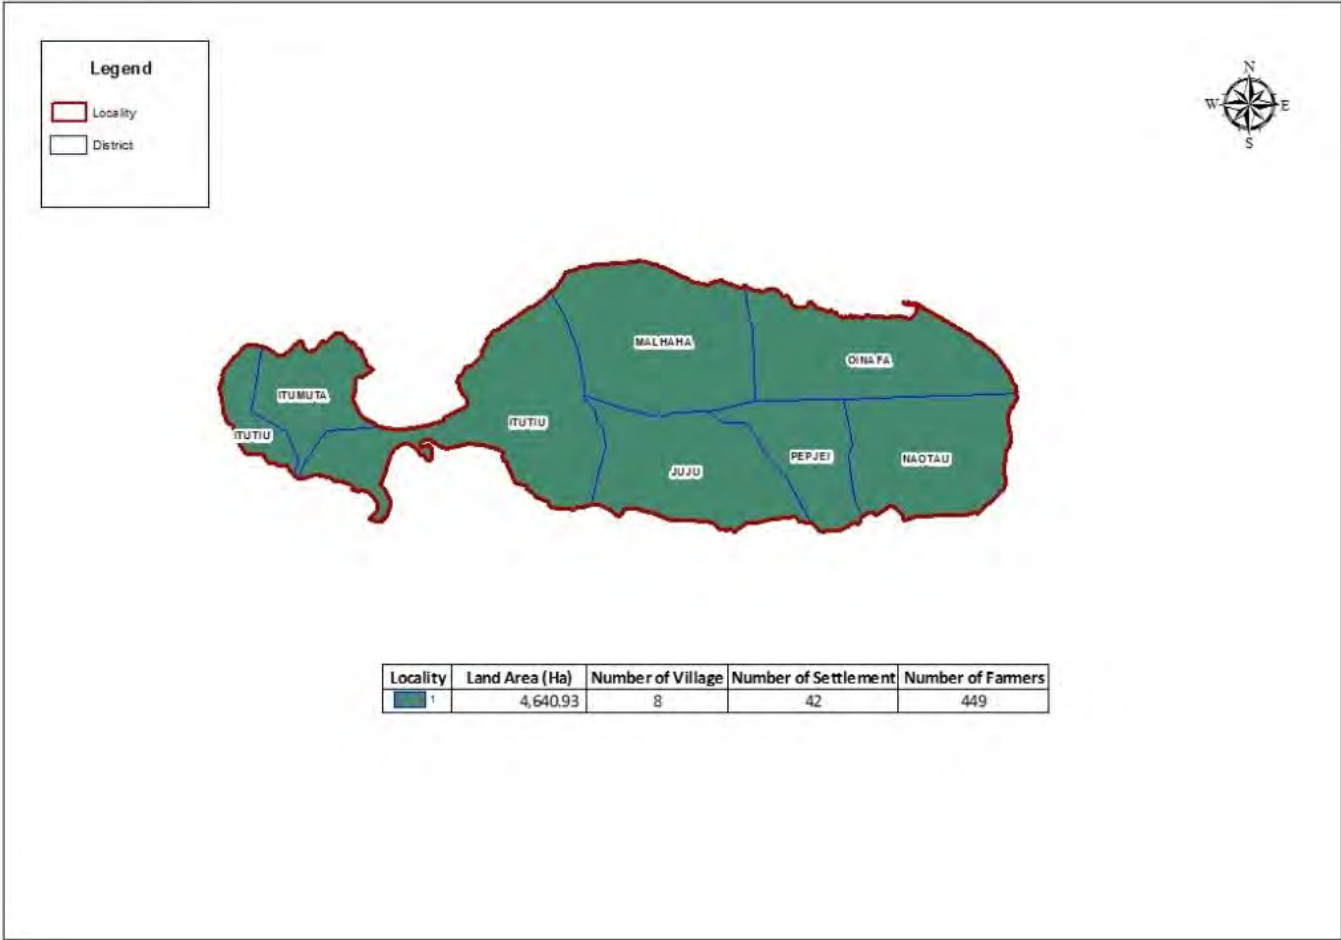 Legend
Locality
District
N
W E
S
MALHAHA
OINAFA
ITUMUTA
ITUTIU
ITUTIU
JUJU
PEPJEI
NAOTAU
Locality Land Area (Ha) Number of Village Number of Settlement Number of Farmers
1 4,640.93 8 42 449